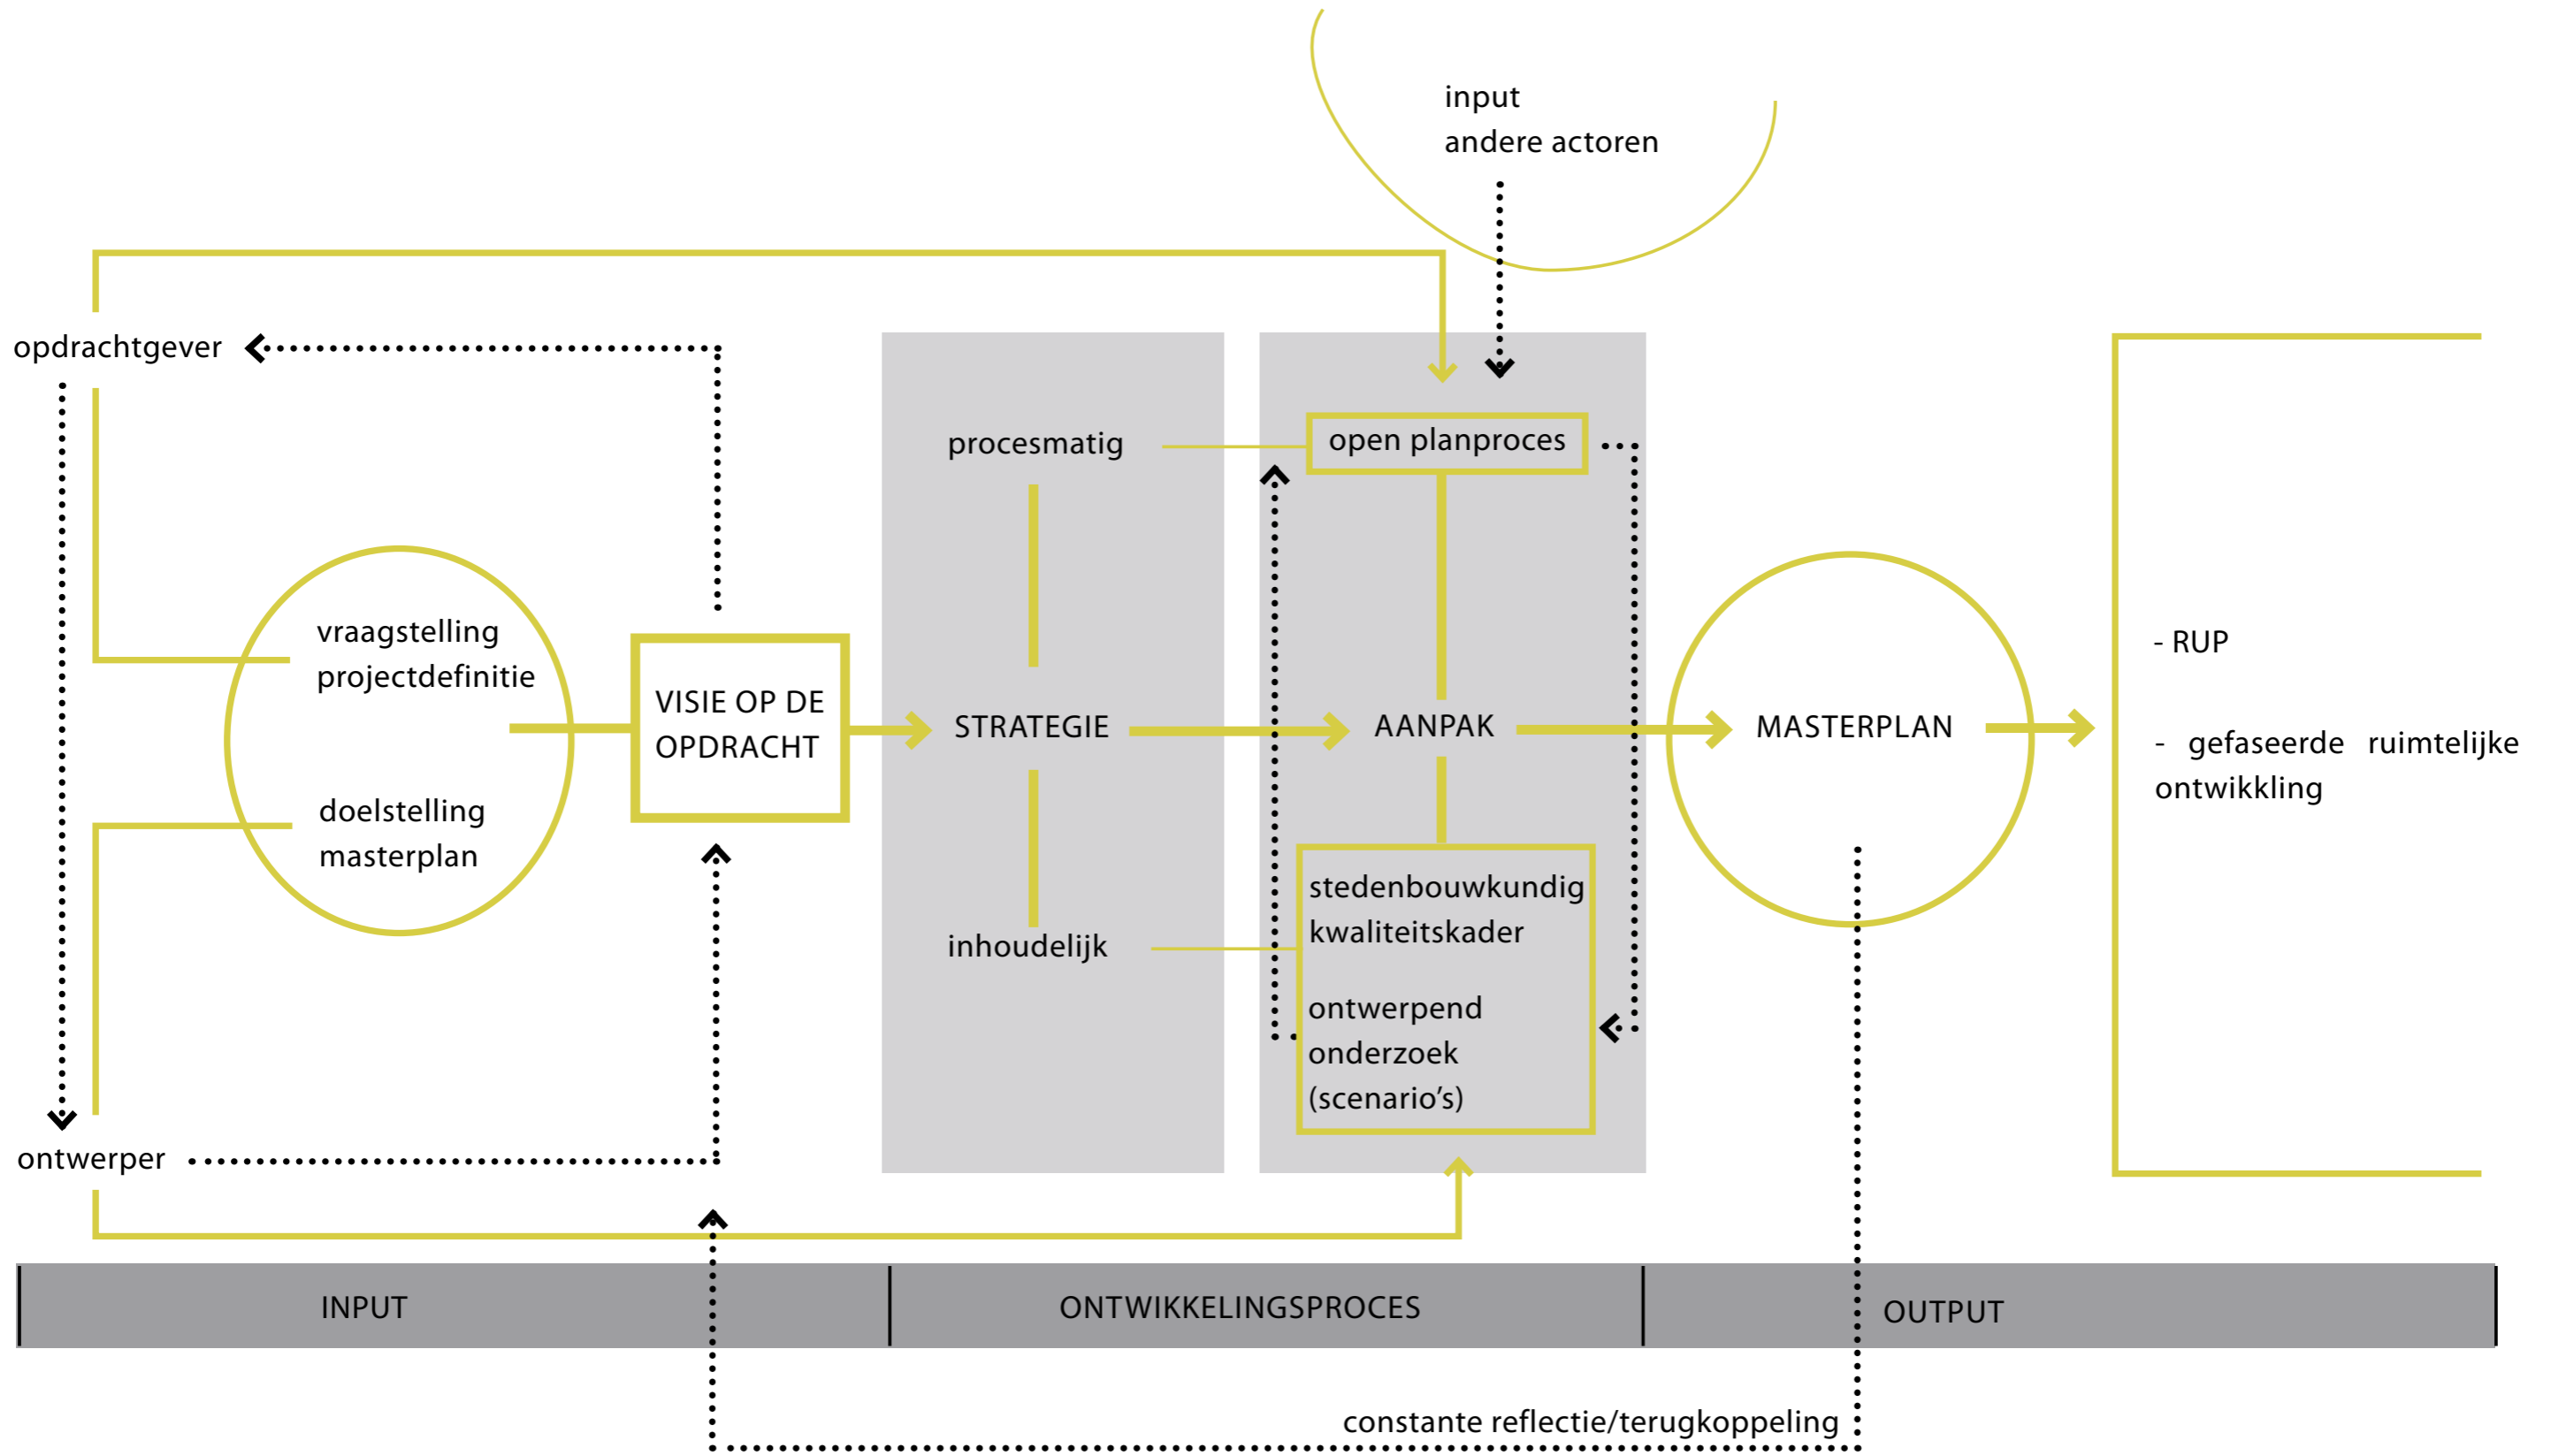 input
andere actoren
opdrachtgever
procesmatig
open planproces
vraagstelling
projectdefinitie
VISIE OP DE
OPDRACHT
STRATEGIE
AANPAK
MASTERPLAN
- RUP
- gefaseerde ruimtelijke
ontwikkling
doelstelling
masterplan
inhoudelijk
stedenbouwkundig
kwaliteitskader
ontwerpend
onderzoek
(scenario’s)
ontwerper
INPUT
ONTWIKKELINGSPROCES
OUTPUT
constante reflectie/terugkoppeling